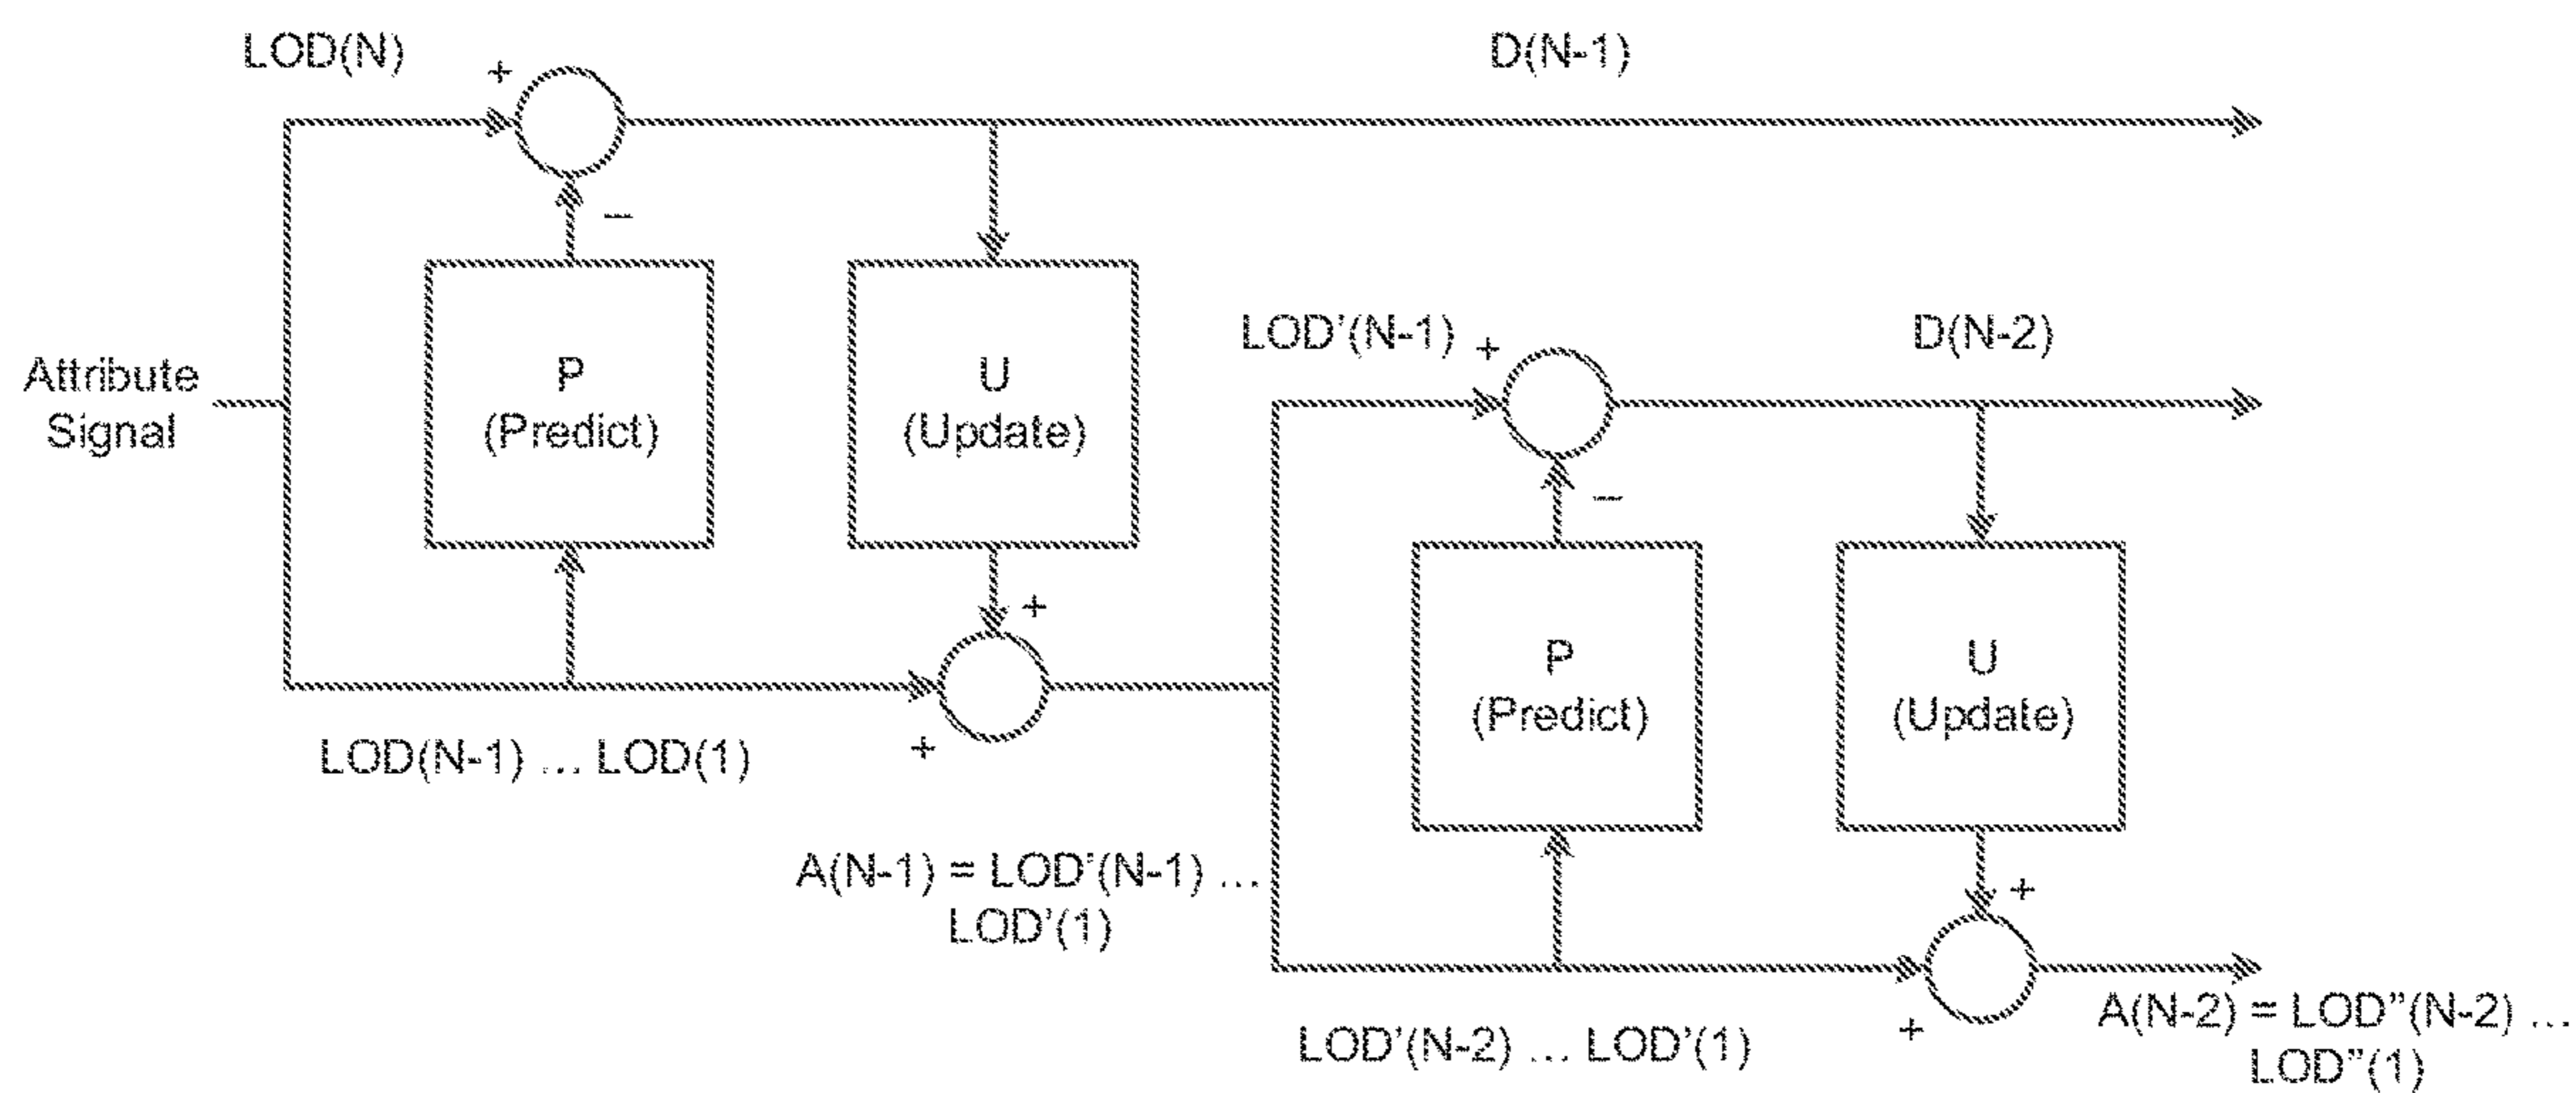 LOD(N)
+
D(N-1)
–
Attribute
Signal
P
(Predict)
U
(Update)
LOD'(N-1)
+
D(N-2)
–
+
+
LOD(N-1) ... LOD(1)
P
(Predict)
U
(Update)
A(N-1) = LOD'(N-1) ...
LOD'(1)
+
+
LOD'(N-2) ... LOD'(1)
A(N-2) = LOD"(N-2) ...
LOD"(1)